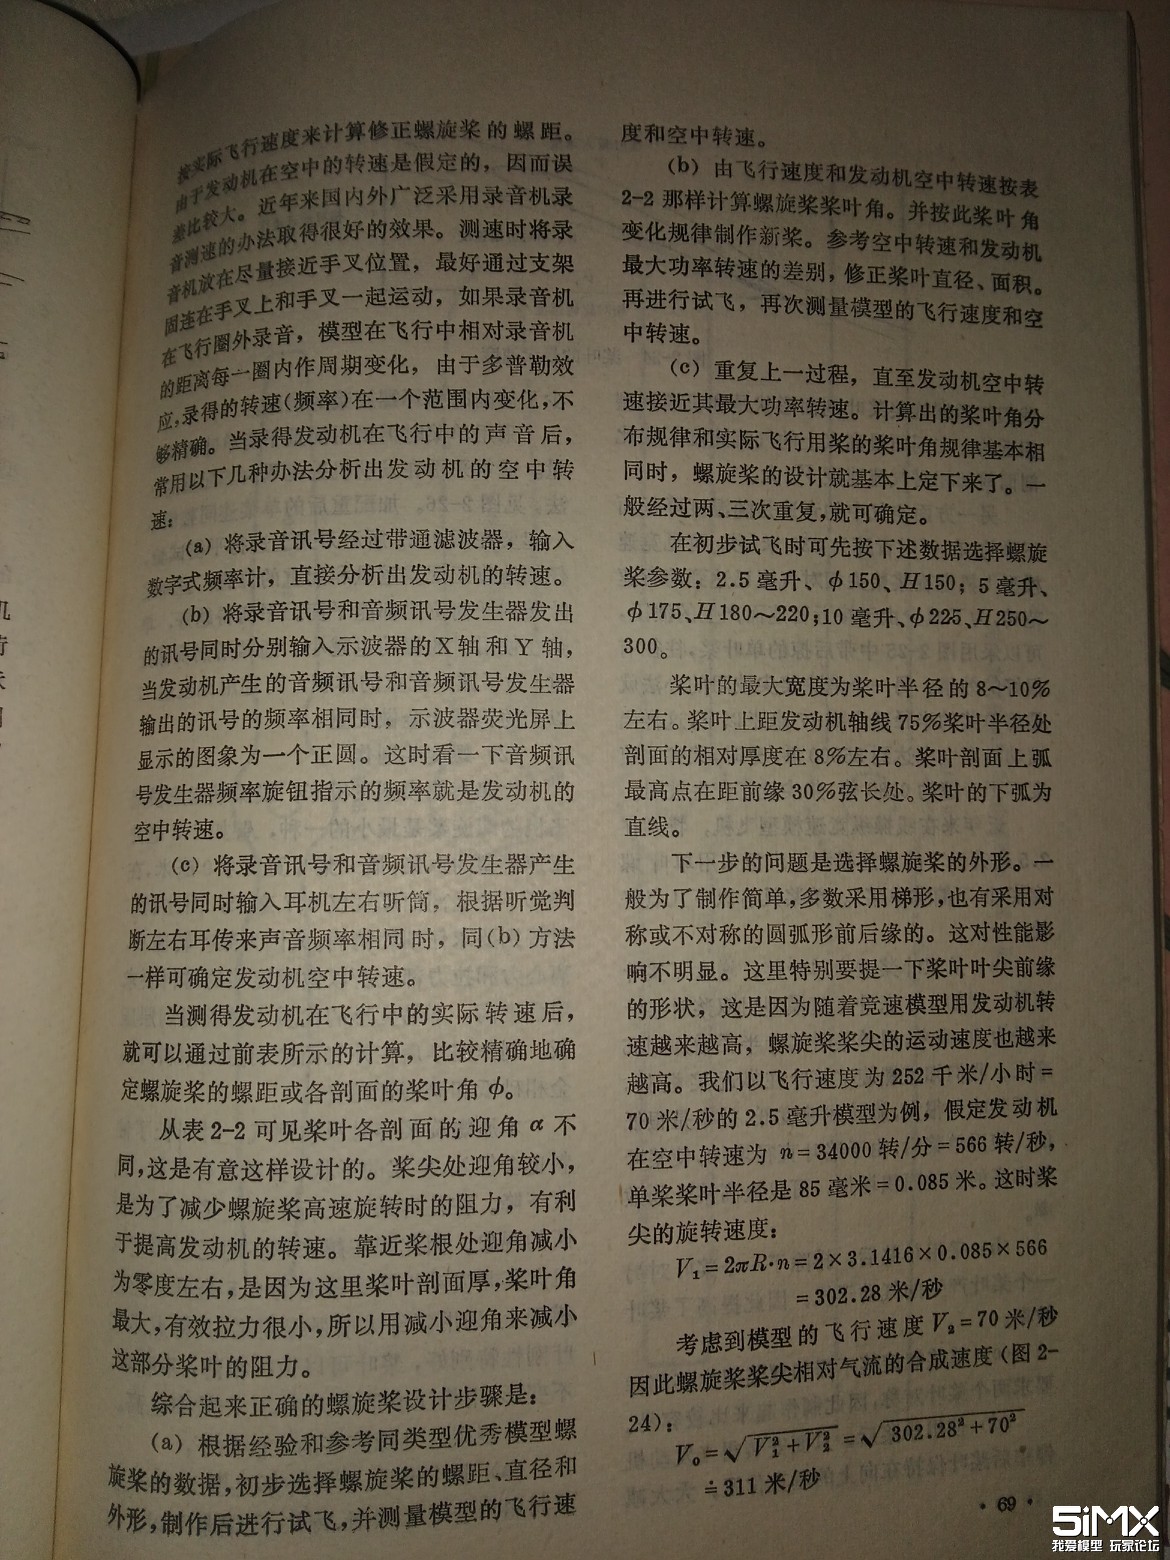 按实际飞行速度来计算修正螺旋桨的螺距。
由于发动机在空中的转速是假定的，因而误
差比较大。近年来国内外广泛采用录音机录
音测速的办法取得很好的效果。测速时将录
音机放在尽量接近手叉位置，最好通过支架
固连在手叉上和手叉一起运动，如果录音机
在飞行圈外录音，模型在飞行中相对录音机
的距离每一圈内作周期变化，由于多普勒效
应，录得的转速(频率)在一个范围内变化，不
够精确。当录得发动机在飞行中的声音后，
常用以下几种办法分析出发动机的空中转
速：
(a) 将录音讯号经过带通滤波器，输入
数字式频率计，直接分析出发动机的转速。
(b) 将录音讯号和音频讯号发生器发出
的讯号同时分别输入示波器的X轴和Y轴，
当发动机产生的音频讯号和音频讯号发生器
输出的讯号的频率相同时，示波器荧光屏上
显示的图象为一个正圆。这时看一下音频讯
号发生器频率旋钮指示的频率就是发动机的
空中转速。
(c) 将录音讯号和音频讯号发生器产生
的讯号同时输入耳机左右听筒，根据听觉判
断左右耳传来声音频率相同时，同(b)方法
一样可确定发动机空中转速。
当测得发动机在飞行中的实际转速后，
就可以通过前表所示的计算，比较精确地确
定螺旋桨的螺距或各剖面的桨叶角 φ。
从表 2-2 可见桨叶各剖面的迎角 α 不
同，这是有意这样设计的。桨尖处迎角较小，
是为了减少螺旋桨高速旋转时的阻力，有利
于提高发动机的转速。靠近桨根处迎角减小
为零度左右，是因为这里桨叶剖面厚，桨叶角
最大，有效拉力很小，所以用减小迎角来减小
这部分桨叶的阻力。
综合起来正确的螺旋桨设计步骤是：
(a) 根据经验和参考同类型优秀模型螺
旋桨的数据，初步选择螺旋桨的螺距、直径和
外形，制作后进行试飞，并测量模型的飞行速
度和空中转速。
(b) 由飞行速度和发动机空中转速按表
2-2 那样计算螺旋桨桨叶角。并按此桨叶角
变化规律制作新桨。参考空中转速和发动机
最大功率转速的差别，修正桨叶直径、面积。
再进行试飞，再次测量模型的飞行速度和空
中转速。
(c) 重复上一过程，直至发动机空中转
速接近其最大功率转速。计算出的桨叶角分
布规律和实际飞行用桨的桨叶角规律基本相
同时，螺旋桨的设计就基本上定下来了。一
般经过两、三次重复，就可确定。
在初步试飞时可先按下述数据选择螺旋
桨参数：2.5 毫升、φ150、H150；5 毫升、
φ175、H180～220；10 毫升、φ225、H250～
300。
桨叶的最大宽度为桨叶半径的 8～10%
左右。桨叶上距发动机轴线 75%桨叶半径处
剖面的相对厚度在 8%左右。桨叶剖面上弧
最高点在距前缘 30%弦长处。桨叶的下弧为
直线。
下一步的问题是选择螺旋桨的外形。一
般为了制作简单，多数采用梯形，也有采用对
称或不对称的圆弧形前后缘的。这对性能影
响不明显。这里特别要提一下桨叶叶尖前缘
的形状，这是因为随着竞速模型用发动机转
速越来越高，螺旋桨桨尖的运动速度也越来
越高。我们以飞行速度为 252 千米/小时＝
70 米/秒的 2.5 毫升模型为例，假定发动机
在空中转速为 n＝34000 转/分＝566 转/秒，
单桨桨叶半径是 85 毫米＝0.085 米。这时桨
尖的旋转速度：
V₁＝2πR·n＝2×3.1416×0.085×566
＝302.28 米/秒
考虑到模型的飞行速度 V₂＝70 米/秒
因此螺旋桨桨尖相对气流的合成速度(图 2-
24)：
V₀＝√(V₁²+V₂²)＝√(302.28²+70²)
≐311 米/秒
·69·
5iMX
我爱模型 玩家论坛